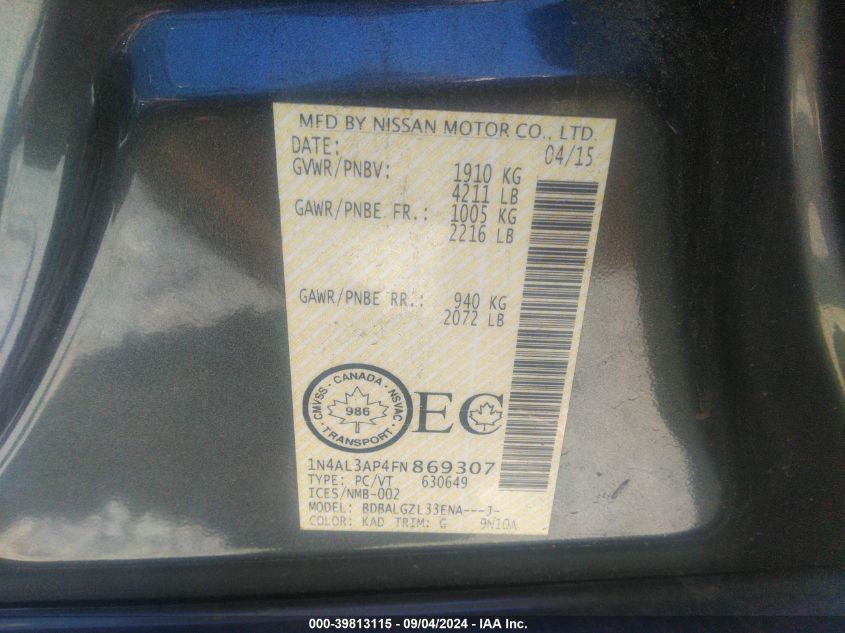 MFD BY NISSAN MOTOR CO., LTD.
DATE: 04/15
GVWR/PNBV: 1910 KG
4211 LB
GAWR/PNBE FR.: 1005 KG
2216 LB
GAWR/PNBE RR.: 940 KG
2072 LB
CMVSS · CANADA · NSVAC
986
TRANSPORT
EC
1N4AL3AP4FN869307
TYPE: PC/VT 630649
ICES/NMB-002
MODEL: BDBALGZL33ENA---J-
COLOR: KAD TRIM: G 9N10A
000-39813115 - 09/04/2024 - IAA Inc.